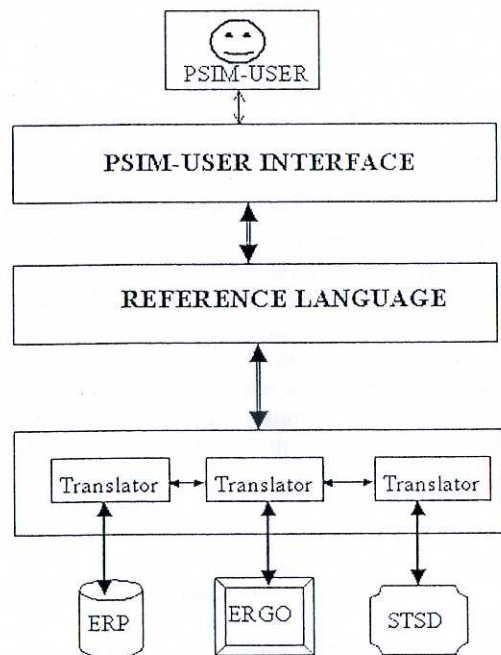 PSIM-USER
PSIM-USER INTERFACE
REFERENCE LANGUAGE
Translator Translator Translator
ERP ERGO STSD